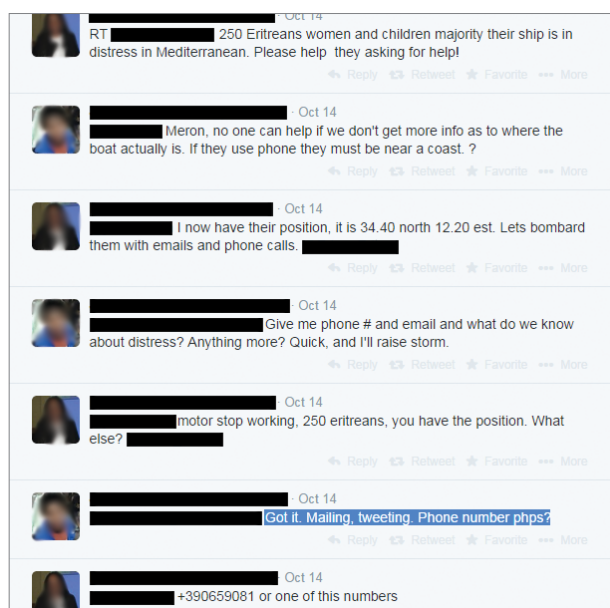 Oct 14
RT 250 Eritreans women and children majority their ship is in
distress in Mediterranean. Please help they asking for help!
Reply Retweet Favorite More
· Oct 14
Meron, no one can help if we don't get more info as to where the
boat actually is. If they use phone they must be near a coast. ?
Reply Retweet Favorite More
· Oct 14
I now have their position, it is 34.40 north 12.20 est. Lets bombard
them with emails and phone calls.
Reply Retweet Favorite More
· Oct 14
Give me phone # and email and what do we know
about distress? Anything more? Quick, and I'll raise storm.
Reply Retweet Favorite More
· Oct 14
motor stop working, 250 eritreans, you have the position. What
else?
Reply Retweet Favorite More
· Oct 14
Got it. Mailing, tweeting. Phone number phps?
Reply Retweet Favorite More
· Oct 14
+390659081 or one of this numbers